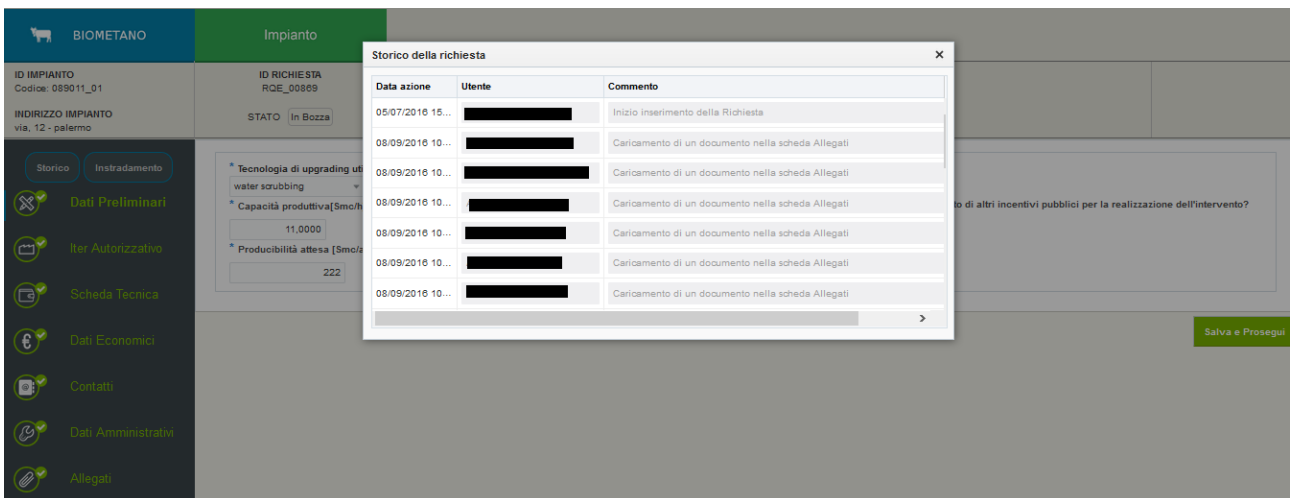 BIOMETANO
Impianto
ID IMPIANTO
Codice: 089011_01
INDIRIZZO IMPIANTO
via, 12 - palermo
ID RICHIESTA
RQE_00869
STATO In Bozza
Storico della richiesta ×
Data azione Utente Commento
05/07/2016 15... Inizio inserimento della Richiesta
08/09/2016 10... Caricamento di un documento nella scheda Allegati
08/09/2016 10... Caricamento di un documento nella scheda Allegati
08/09/2016 10... Caricamento di un documento nella scheda Allegati
08/09/2016 10... Caricamento di un documento nella scheda Allegati
08/09/2016 10... Caricamento di un documento nella scheda Allegati
08/09/2016 10... Caricamento di un documento nella scheda Allegati
Storico Instradamento
Dati Preliminari
Iter Autorizzativo
Scheda Tecnica
Dati Economici
Contatti
Dati Amministrativi
Allegati
* Tecnologia di upgrading uti
water scrubbing
* Capacità produttiva[Smc/h
11,0000
* Producibilità attesa [Smc/a
222
to di altri incentivi pubblici per la realizzazione dell'intervento?
Salva e Prosegui